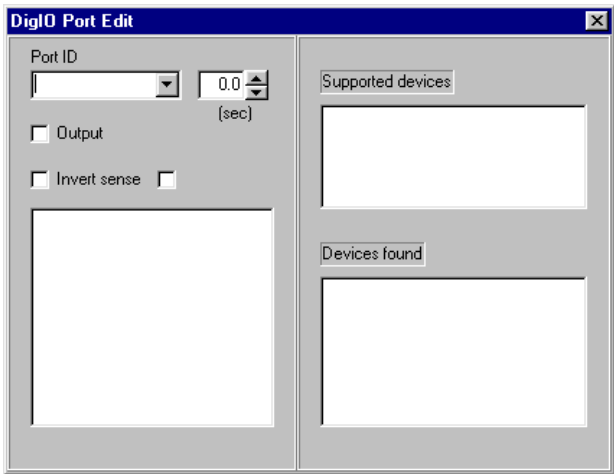 DigIO Port Edit
Port ID
0.0
(sec)
Output
Invert sense
Supported devices
Devices found